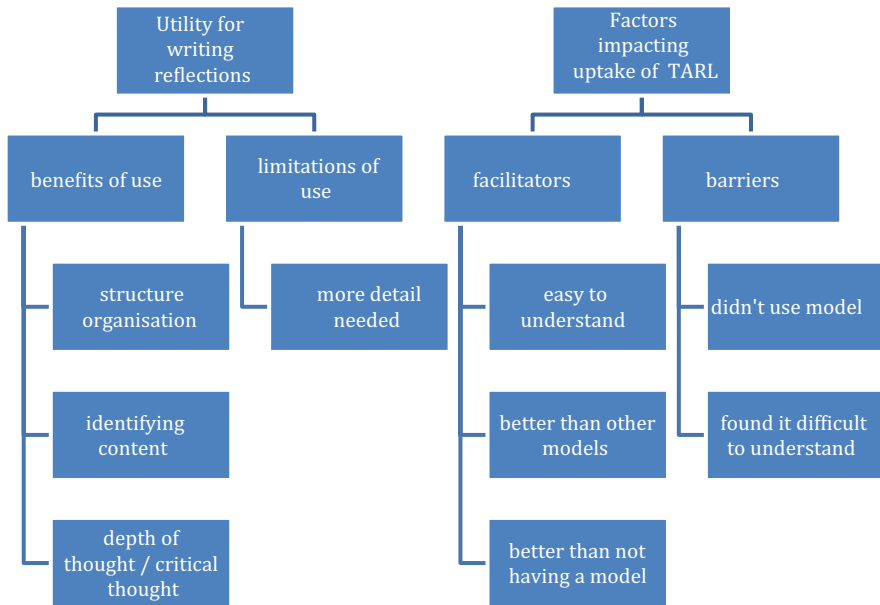 Utility for
writing
reflections
Factors
impacting
uptake of TARL
benefits of use
limitations of
use
facilitators
barriers
structure
organisation
more detail
needed
easy to
understand
didn't use model
identifying
content
better than other
models
found it difficult
to understand
depth of
thought / critical
thought
better than not
having a model